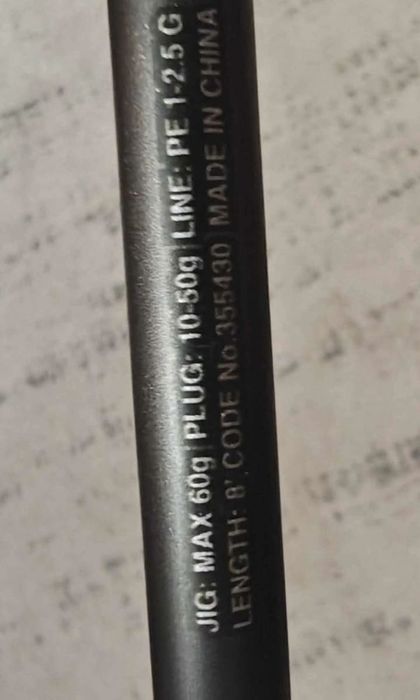 JIG: MAX 60g | PLUG: 10-50g | LINE: PE 1-2.5 G
LENGTH: 8' CODE No.355430 | MADE IN CHINA